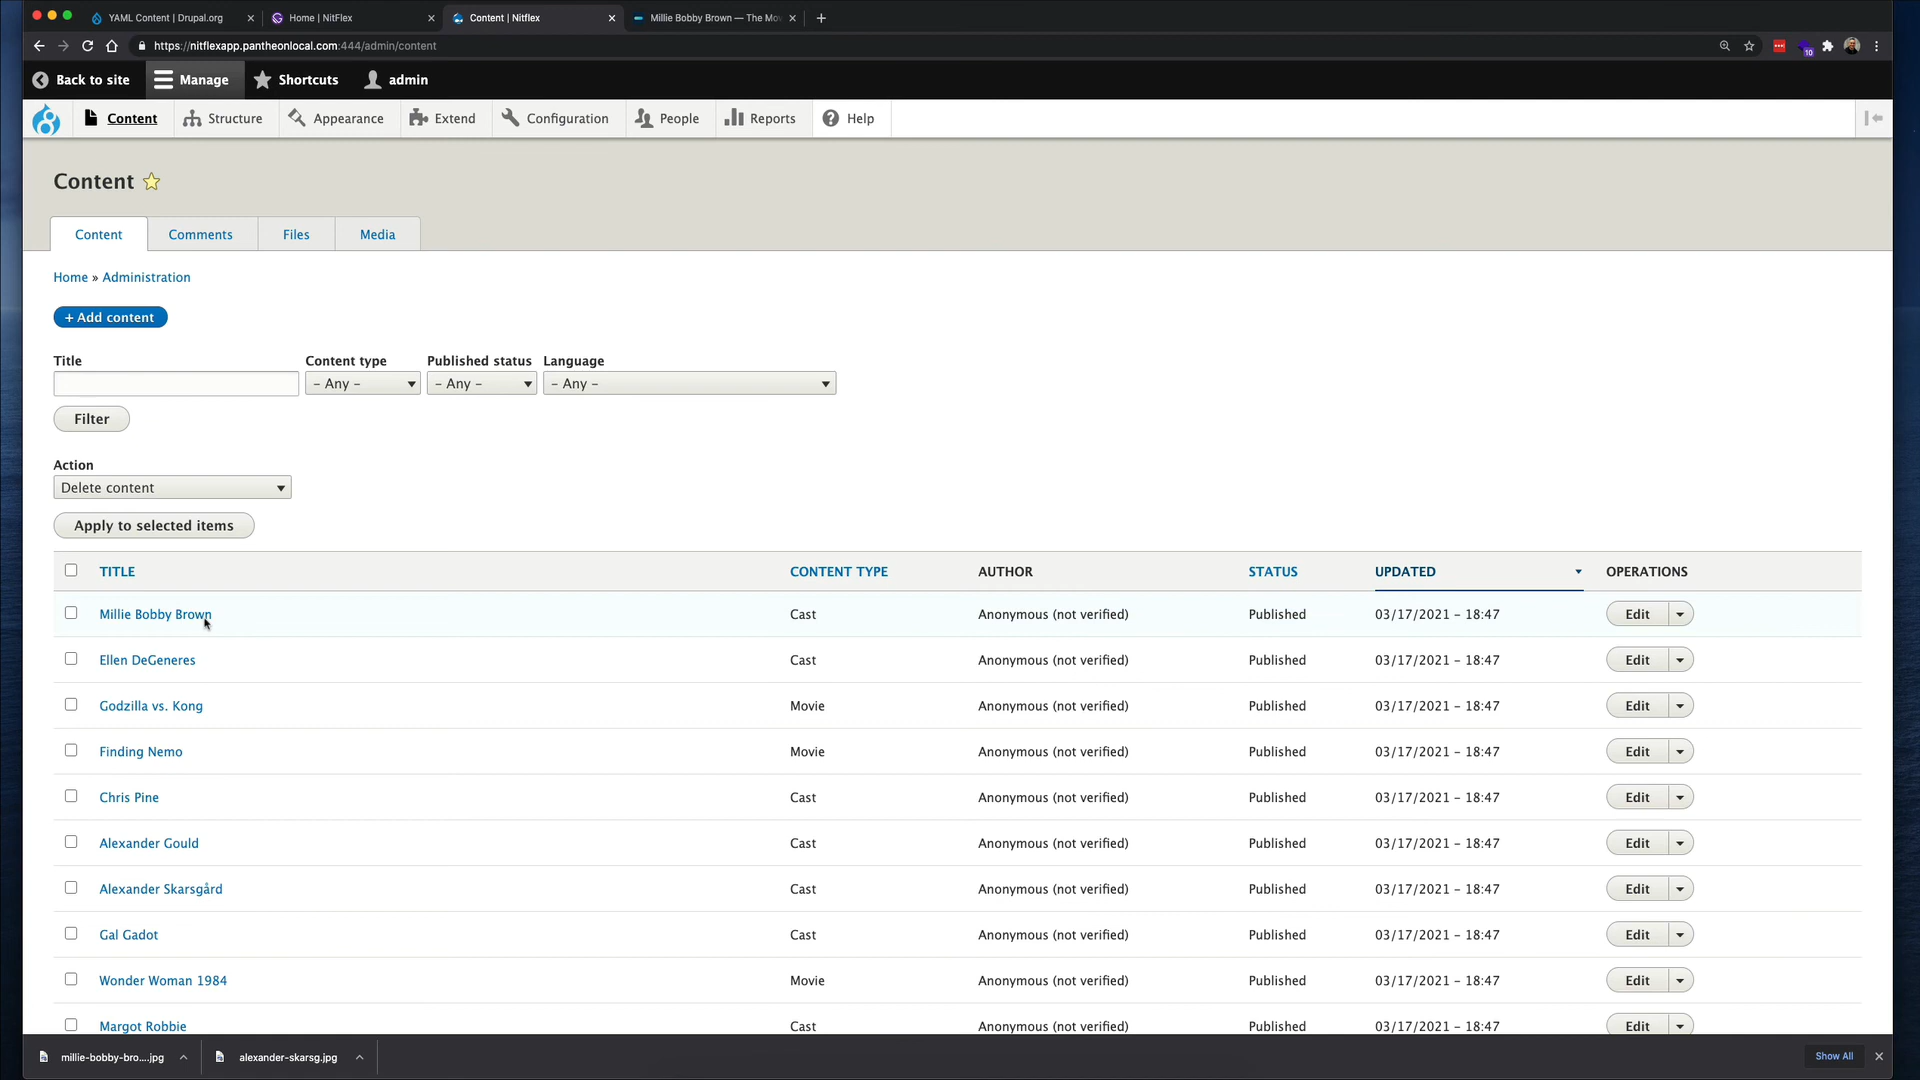 YAML Content | Drupal.org
Home | NitFlex
Content | Nitflex
Millie Bobby Brown — The Mov
https://nitflexapp.pantheonlocal.com:444/admin/content
10
Back to site
Manage
Shortcuts
admin
Content
Structure
Appearance
Extend
Configuration
People
Reports
Help
Content
Content
Comments
Files
Media
Home » Administration
+ Add content
Title
Content type
Published status
Language
– Any –
– Any –
– Any –
Filter
Action
Delete content
Apply to selected items
TITLE CONTENT TYPE AUTHOR STATUS UPDATED OPERATIONS
Millie Bobby Brown Cast Anonymous (not verified) Published 03/17/2021 – 18:47 Edit
Ellen DeGeneres Cast Anonymous (not verified) Published 03/17/2021 – 18:47 Edit
Godzilla vs. Kong Movie Anonymous (not verified) Published 03/17/2021 – 18:47 Edit
Finding Nemo Movie Anonymous (not verified) Published 03/17/2021 – 18:47 Edit
Chris Pine Cast Anonymous (not verified) Published 03/17/2021 – 18:47 Edit
Alexander Gould Cast Anonymous (not verified) Published 03/17/2021 – 18:47 Edit
Alexander Skarsgård Cast Anonymous (not verified) Published 03/17/2021 – 18:47 Edit
Gal Gadot Cast Anonymous (not verified) Published 03/17/2021 – 18:47 Edit
Wonder Woman 1984 Movie Anonymous (not verified) Published 03/17/2021 – 18:47 Edit
Margot Robbie Cast Anonymous (not verified) Published 03/17/2021 – 18:47 Edit
millie-bobby-bro....jpg
alexander-skarsg.jpg
Show All